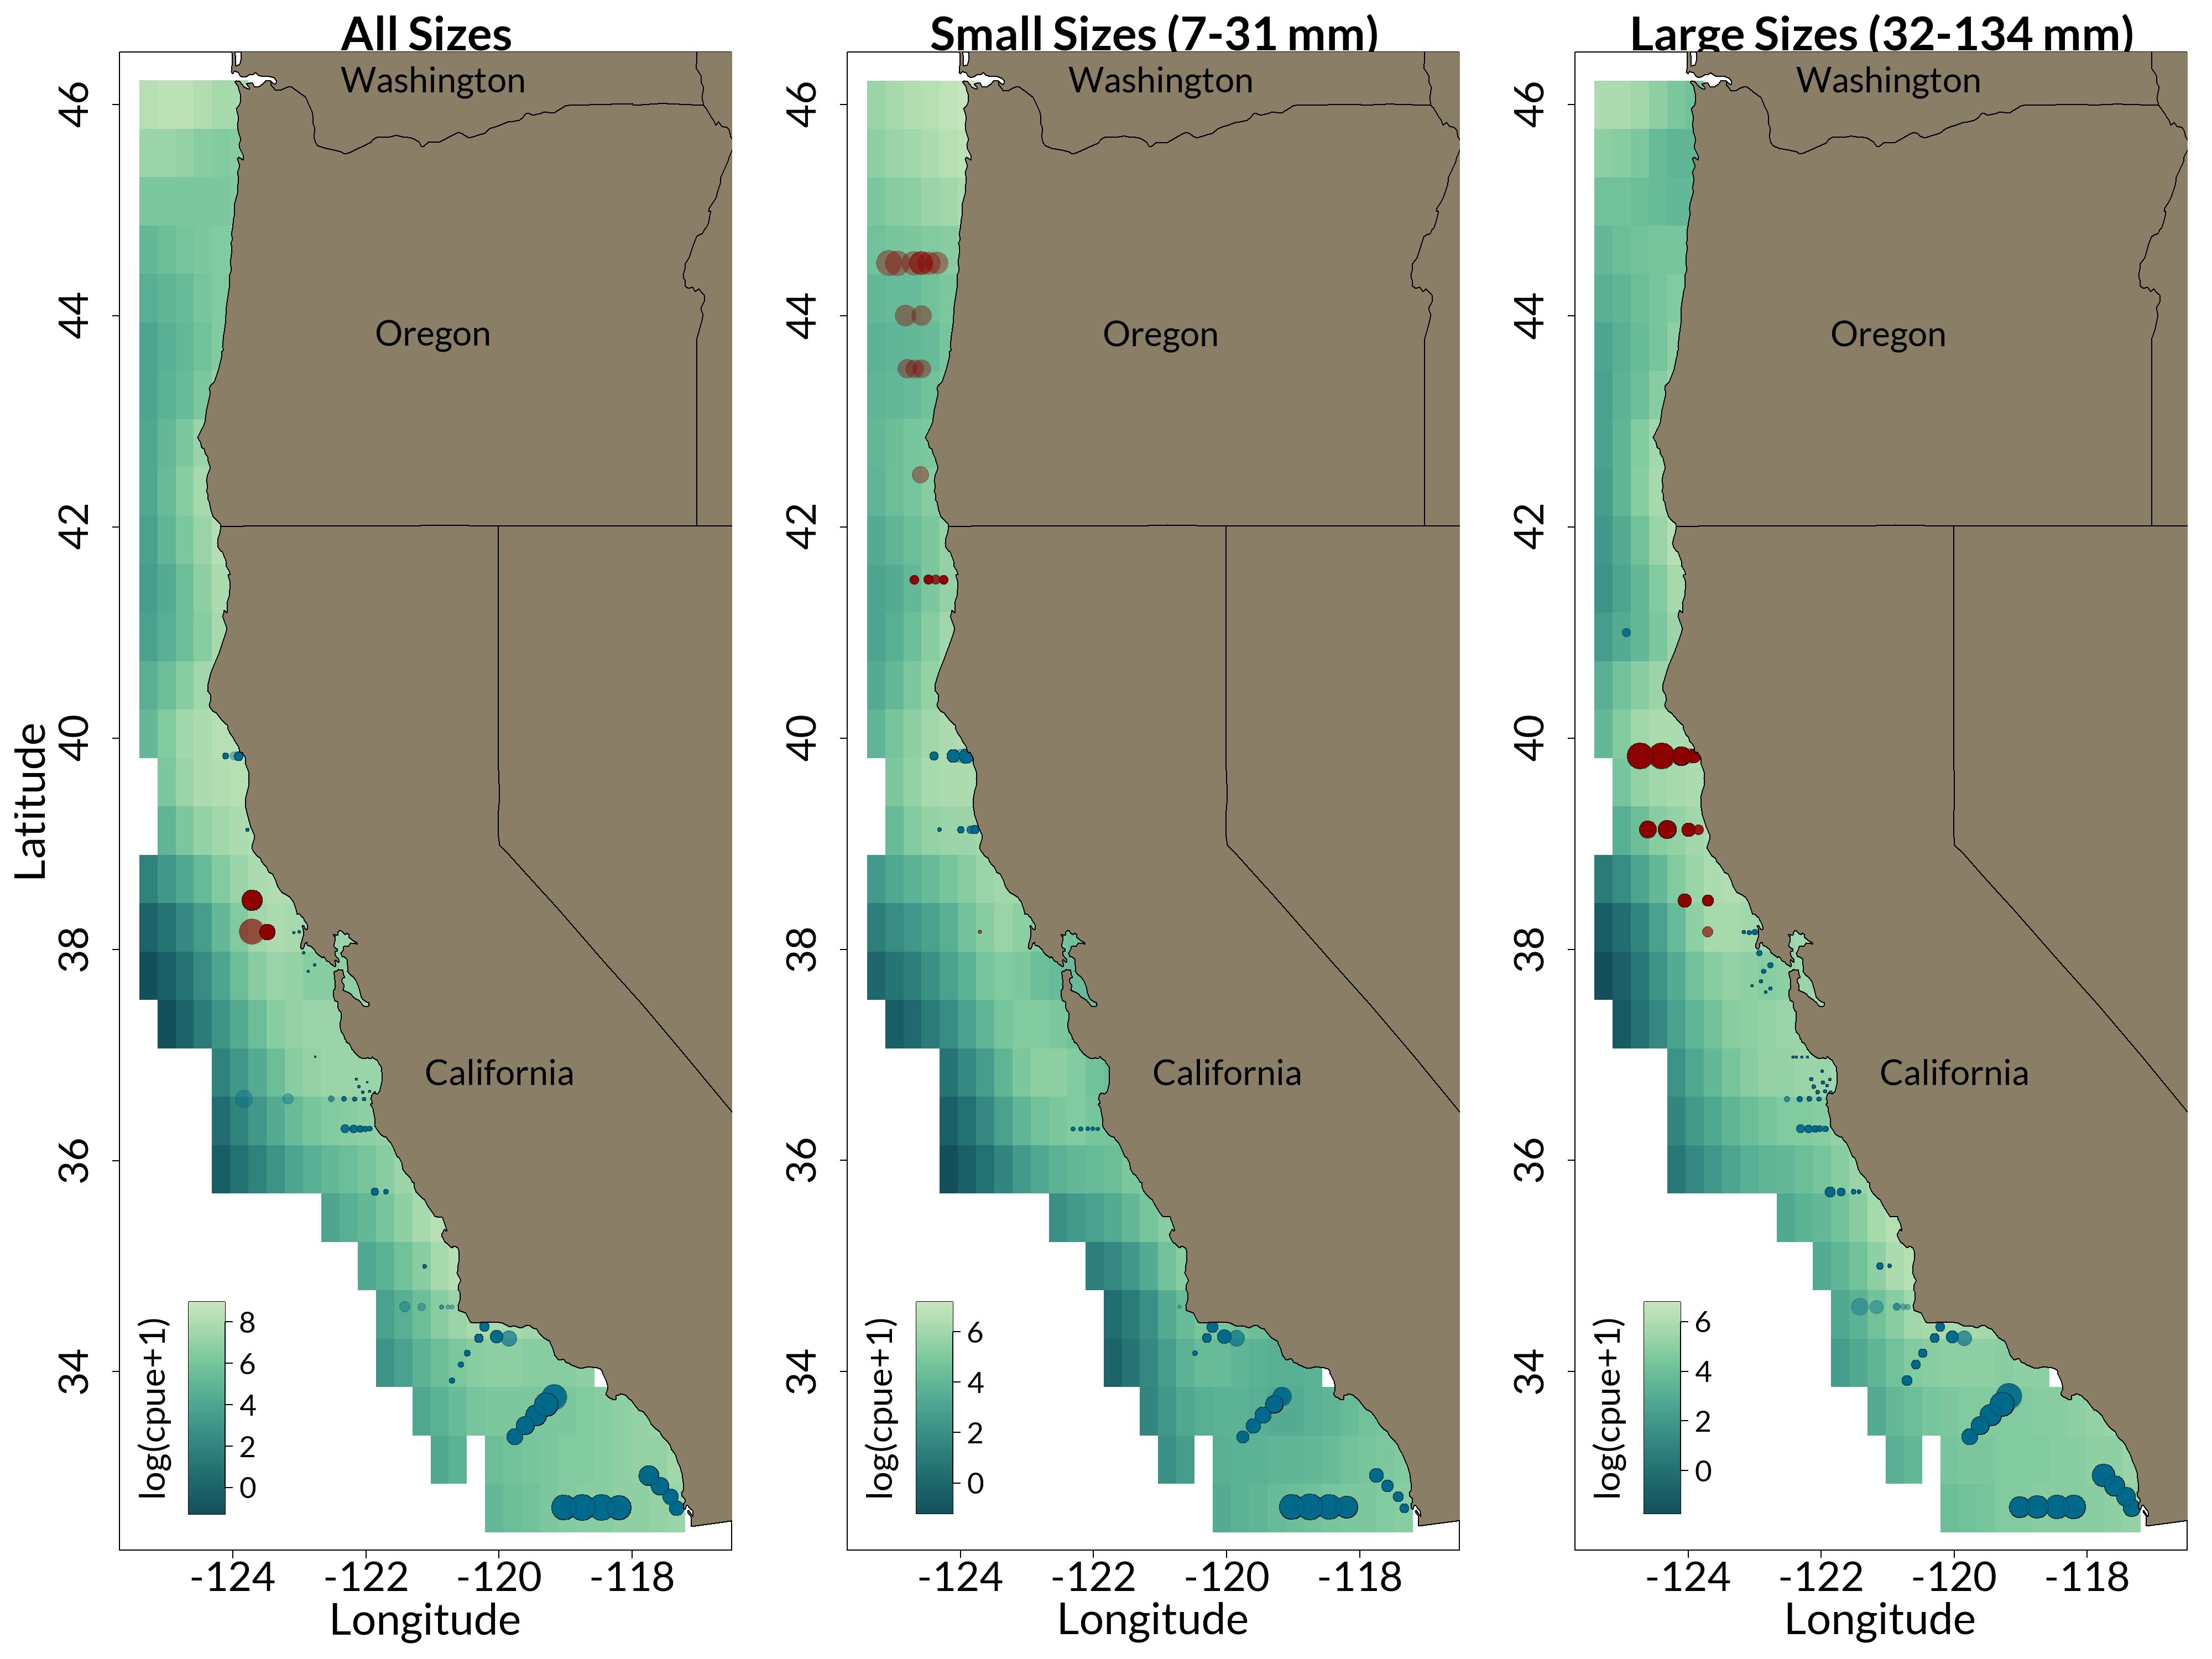 All Sizes
Small Sizes (7-31 mm)
Large Sizes (32-134 mm)
Washington
Washington
Washington
Oregon
Oregon
Oregon
California
California
California
Latitude
46
44
42
40
38
36
34
46
44
42
40
38
36
34
46
44
42
40
38
36
34
log(cpue+1)
8
6
4
2
0
log(cpue+1)
6
4
2
0
log(cpue+1)
6
4
2
0
-124 -122 -120 -118
-124 -122 -120 -118
-124 -122 -120 -118
Longitude
Longitude
Longitude